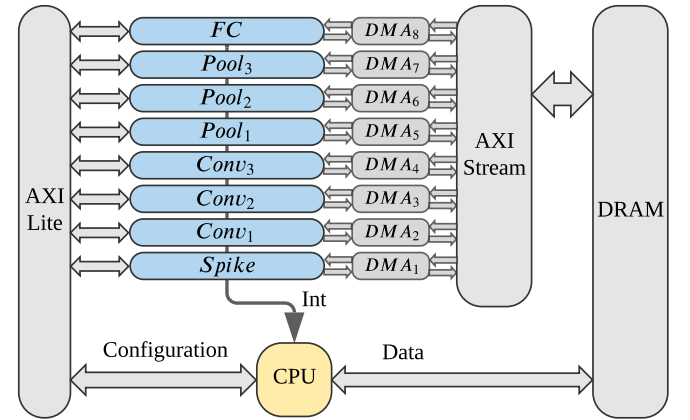 FC
DMA₈
Pool₃
DMA₇
Pool₂
DMA₆
Pool₁
DMA₅
Conv₃
DMA₄
Conv₂
DMA₃
Conv₁
DMA₂
Spike
DMA₁
AXI
Lite
AXI
Stream
DRAM
Int
Configuration
Data
CPU